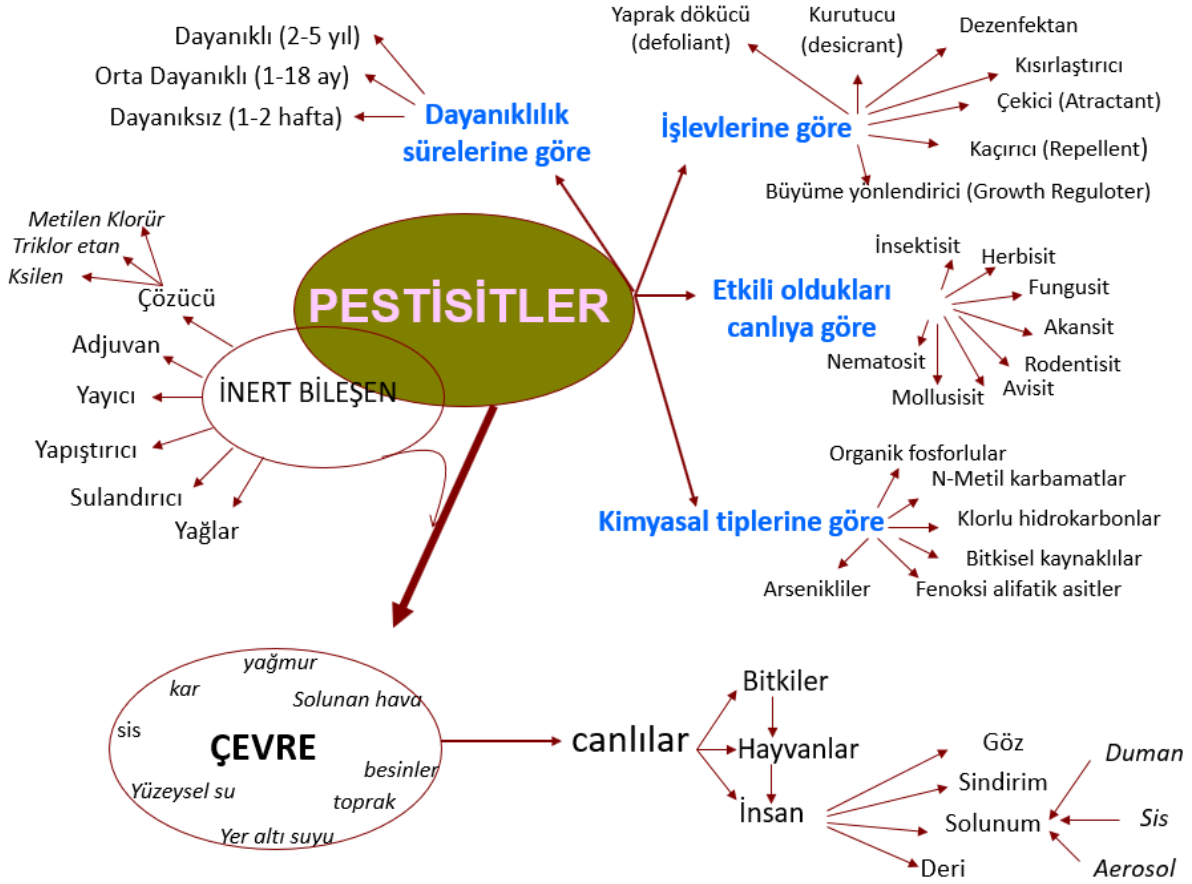 Dayanıklı (2-5 yıl)
Orta Dayanıklı (1-18 ay)
Dayanıksız (1-2 hafta)
Dayanıklılık
sürelerine göre
Yaprak dökücü
(defoliant)
Kurutucu
(desicrant)
Dezenfektan
Kısırlaştırıcı
Çekici (Atractant)
Kaçırıcı (Repellent)
Büyüme yönlendirici (Growth Reguloter)
İşlevlerine göre
Metilen Klorür
Triklor etan
Ksilen
Çözücü
Adjuvan
Yayıcı
Yapıştırıcı
Sulandırıcı
Yağlar
İNERT BİLEŞEN
PESTİSİTLER
Etkili oldukları
canlıya göre
İnsektisit
Herbisit
Fungusit
Akansit
Rodentisit
Avisit
Mollusisit
Nematosit
Kimyasal tiplerine göre
Organik fosforlular
N-Metil karbamatlar
Klorlu hidrokarbonlar
Bitkisel kaynaklılar
Fenoksi alifatik asitler
Arsenikliler
yağmur
kar
Solunan hava
sis
ÇEVRE
besinler
Yüzeysel su
toprak
Yer altı suyu
canlılar
Bitkiler
Hayvanlar
İnsan
Göz
Sindirim
Solunum
Deri
Duman
Sis
Aerosol